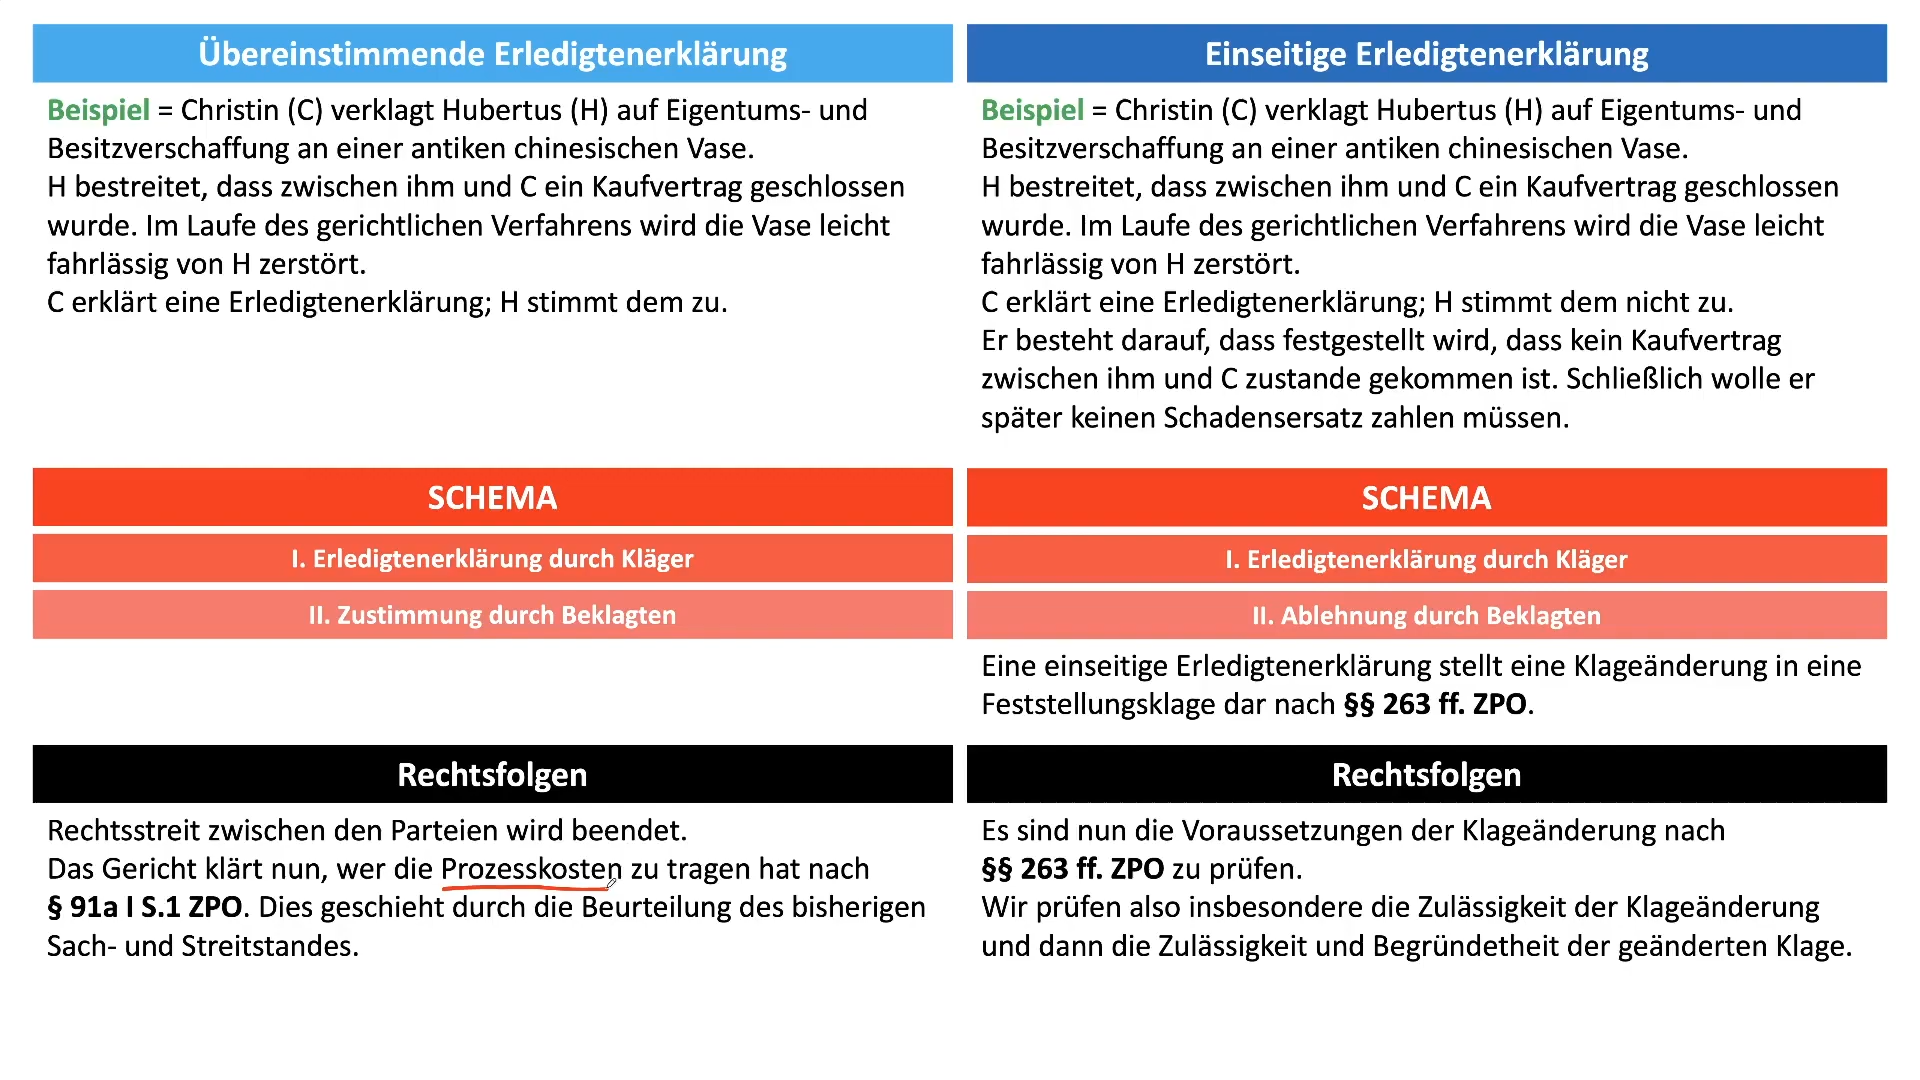 Übereinstimmende Erledigtenerklärung
Beispiel = Christin (C) verklagt Hubertus (H) auf Eigentums- und
Besitzverschaffung an einer antiken chinesischen Vase.
H bestreitet, dass zwischen ihm und C ein Kaufvertrag geschlossen
wurde. Im Laufe des gerichtlichen Verfahrens wird die Vase leicht
fahrlässig von H zerstört.
C erklärt eine Erledigtenerklärung; H stimmt dem zu.
SCHEMA
I. Erledigtenerklärung durch Kläger
II. Zustimmung durch Beklagten
Rechtsfolgen
Rechtsstreit zwischen den Parteien wird beendet.
Das Gericht klärt nun, wer die Prozesskosten zu tragen hat nach
§ 91a I S.1 ZPO. Dies geschieht durch die Beurteilung des bisherigen
Sach- und Streitstandes.
Einseitige Erledigtenerklärung
Beispiel = Christin (C) verklagt Hubertus (H) auf Eigentums- und
Besitzverschaffung an einer antiken chinesischen Vase.
H bestreitet, dass zwischen ihm und C ein Kaufvertrag geschlossen
wurde. Im Laufe des gerichtlichen Verfahrens wird die Vase leicht
fahrlässig von H zerstört.
C erklärt eine Erledigtenerklärung; H stimmt dem nicht zu.
Er besteht darauf, dass festgestellt wird, dass kein Kaufvertrag
zwischen ihm und C zustande gekommen ist. Schließlich wolle er
später keinen Schadensersatz zahlen müssen.
SCHEMA
I. Erledigtenerklärung durch Kläger
II. Ablehnung durch Beklagten
Eine einseitige Erledigtenerklärung stellt eine Klageänderung in eine
Feststellungsklage dar nach §§ 263 ff. ZPO.
Rechtsfolgen
Es sind nun die Voraussetzungen der Klageänderung nach
§§ 263 ff. ZPO zu prüfen.
Wir prüfen also insbesondere die Zulässigkeit der Klageänderung
und dann die Zulässigkeit und Begründetheit der geänderten Klage.